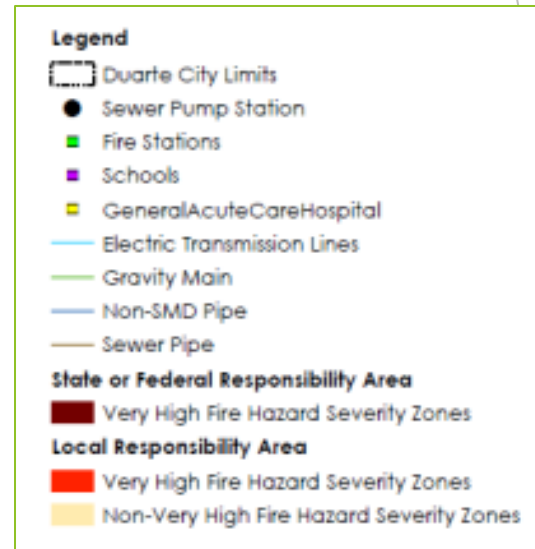 Legend
Duarte City Limits
Sewer Pump Station
Fire Stations
Schools
GeneralAcuteCareHospital
Electric Transmission Lines
Gravity Main
Non-SMD Pipe
Sewer Pipe
State or Federal Responsibility Area
Very High Fire Hazard Severity Zones
Local Responsibility Area
Very High Fire Hazard Severity Zones
Non-Very High Fire Hazard Severity Zones